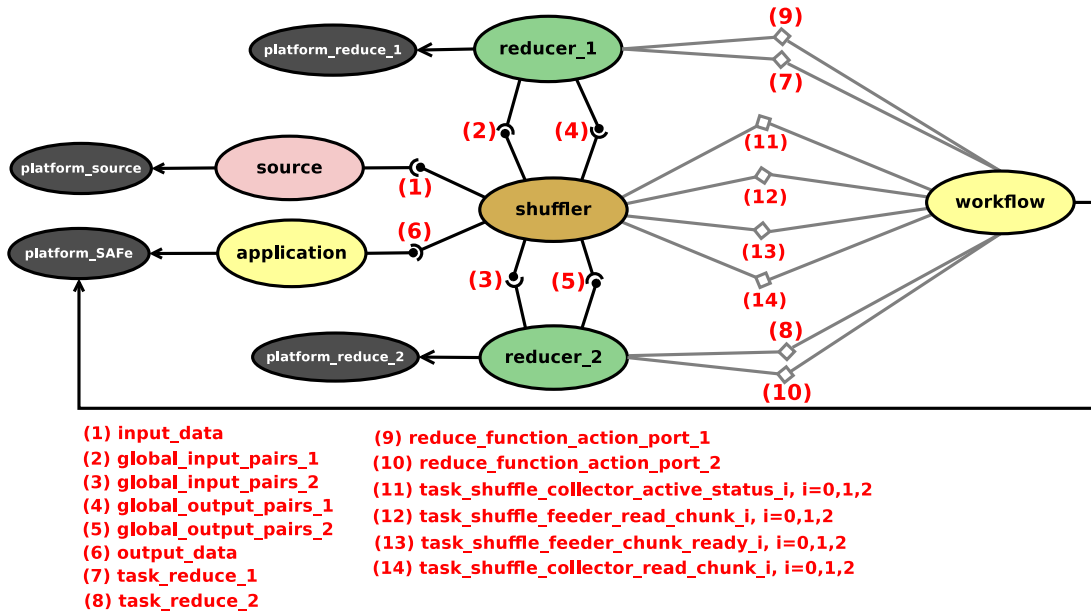 (9)
platform_reduce_1
reducer_1
(7)
(2)
(4)
(11)
platform_source
source
(1)
(12)
shuffler
workflow
(6)
platform_SAFe
application
(13)
(3)
(5)
(14)
(8)
platform_reduce_2
reducer_2
(10)
(1) input_data
(2) global_input_pairs_1
(3) global_input_pairs_2
(4) global_output_pairs_1
(5) global_output_pairs_2
(6) output_data
(7) task_reduce_1
(8) task_reduce_2
(9) reduce_function_action_port_1
(10) reduce_function_action_port_2
(11) task_shuffle_collector_active_status_i, i=0,1,2
(12) task_shuffle_feeder_read_chunk_i, i=0,1,2
(13) task_shuffle_feeder_chunk_ready_i, i=0,1,2
(14) task_shuffle_collector_read_chunk_i, i=0,1,2